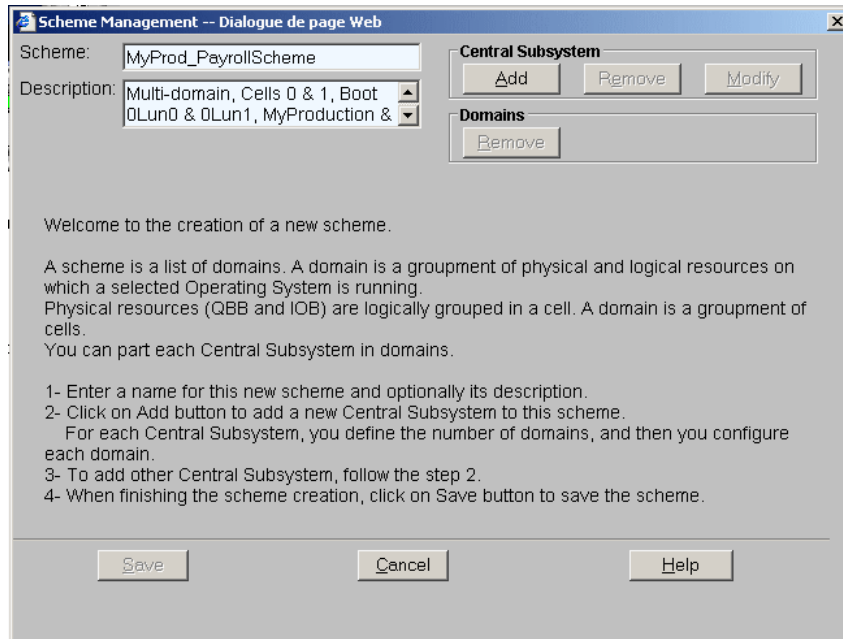 Scheme Management -- Dialogue de page Web
Scheme:
MyProd_PayrollScheme
Description:
Multi-domain, Cells 0 & 1, Boot
0Lun0 & 0Lun1, MyProduction &
Central Subsystem
Add Remove Modify
Domains
Remove
Welcome to the creation of a new scheme.
A scheme is a list of domains. A domain is a groupment of physical and logical resources on
which a selected Operating System is running.
Physical resources (QBB and IOB) are logically grouped in a cell. A domain is a groupment of
cells.
You can part each Central Subsystem in domains.
1- Enter a name for this new scheme and optionally its description.
2- Click on Add button to add a new Central Subsystem to this scheme.
For each Central Subsystem, you define the number of domains, and then you configure
each domain.
3- To add other Central Subsystem, follow the step 2.
4- When finishing the scheme creation, click on Save button to save the scheme.
Save Cancel Help